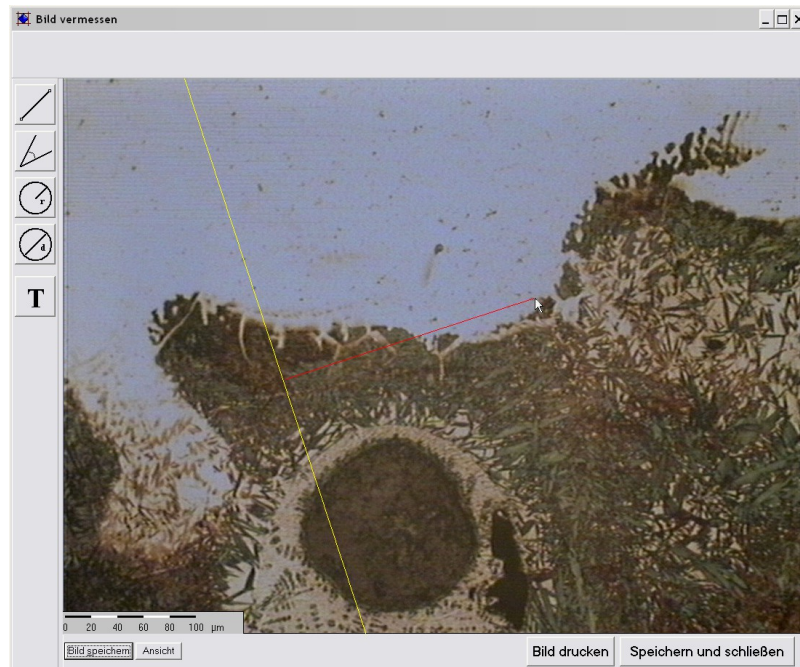 Bild vermessen
r
d
T
0 20 40 60 80 100 µm
Bild speichern Ansicht
Bild drucken Speichern und schließen